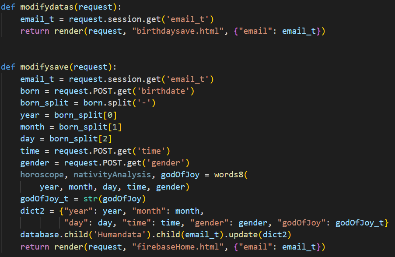 def modifydatas(request):
    email_t = request.session.get('email_t')
    return render(request, "birthdaysave.html", {"email": email_t})
def modifysave(request):
    email_t = request.session.get('email_t')
    born = request.POST.get('birthdate')
    born_split = born.split('-')
    year = born_split[0]
    month = born_split[1]
    day = born_split[2]
    time = request.POST.get('time')
    gender = request.POST.get('gender')
    horoscope, nativityAnalysis, godOfJoy = words8(
        year, month, day, time, gender)
    godOfJoy_t = str(godOfJoy)
    dict2 = {"year": year, "month": month,
             "day": day, "time": time, "gender": gender, "godOfJoy": godOfJoy_t}
    database.child('Humandata').child(email_t).update(dict2)
    return render(request, "firebaseHome.html", {"email": email_t})